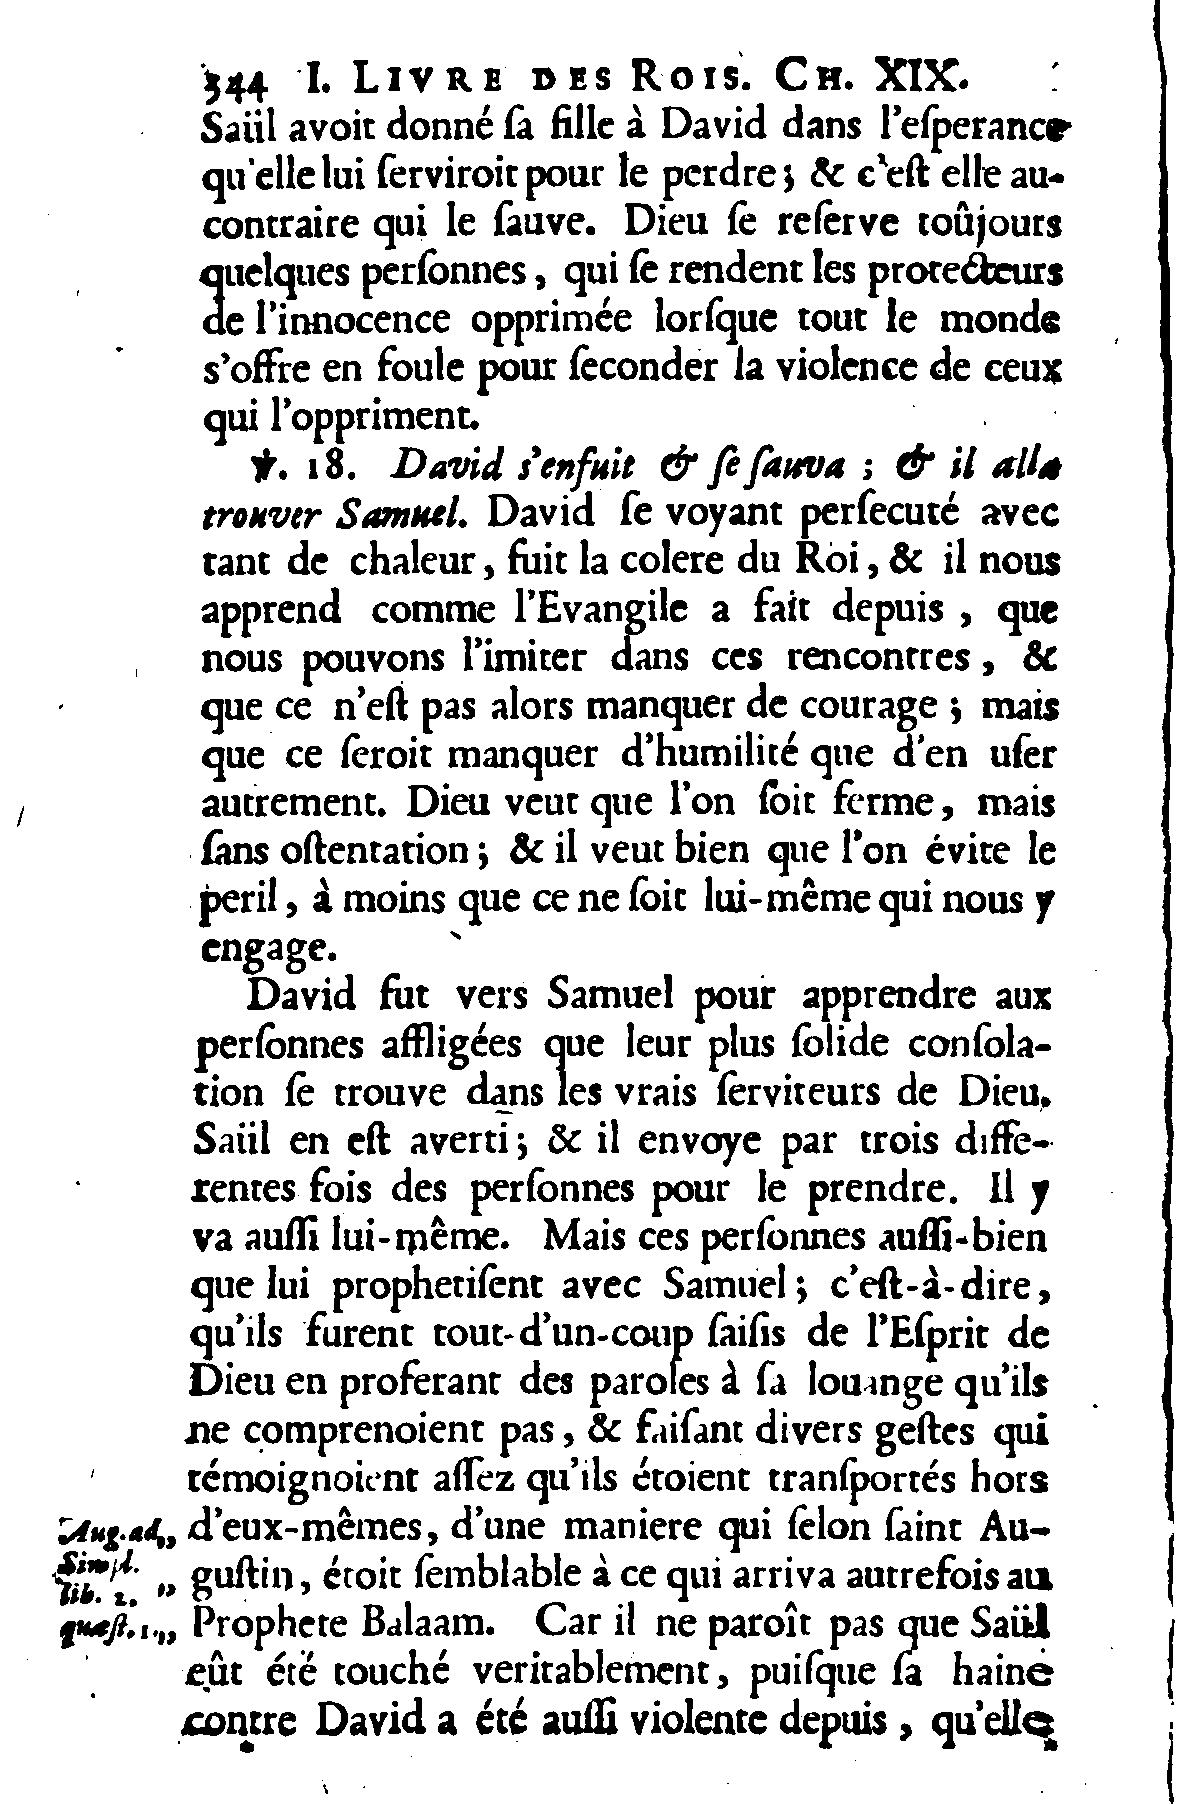 344 I. LIVRE DES ROIS. CH. XIX.
Saül avoit donné ſa fille à David dans l'eſperance
qu'elle lui ſerviroit pour le perdre; & c'eſt elle au-
contraire qui le ſauve. Dieu ſe reſerve toûjours
quelques perſonnes, qui ſe rendent les protecteurs
de l'innocence opprimée lorſque tout le monde
s'offre en foule pour ſeconder la violence de ceux
qui l'oppriment.
℣. 18. David s'enfuit & ſe ſauva ; & il alla
trouver Samuel. David ſe voyant perſecuté avec
tant de chaleur, fuit la colere du Roi, & il nous
apprend comme l'Evangile a fait depuis , que
nous pouvons l'imiter dans ces rencontres, &
que ce n'eſt pas alors manquer de courage ; mais
que ce ſeroit manquer d'humilité que d'en uſer
autrement. Dieu veut que l'on ſoit ferme, mais
ſans oſtentation ; & il veut bien que l'on évite le
peril, à moins que ce ne ſoit lui-même qui nous y
engage.
David fut vers Samuel pour apprendre aux
perſonnes affligées que leur plus ſolide conſola-
tion ſe trouve dans les vrais ſerviteurs de Dieu.
Saül en eſt averti ; & il envoye par trois diffe-
rentes fois des perſonnes pour le prendre. Il y
va auſſi lui-même. Mais ces perſonnes auſſi-bien
que lui prophetiſent avec Samuel ; c'eſt-à-dire,
qu'ils furent tout-d'un-coup ſaiſis de l'Eſprit de
Dieu en proferant des paroles à ſa louange qu'ils
ne comprenoient pas, & faiſant divers geſtes qui
témoignoient aſſez qu'ils étoient tranſportés hors
Aug. ad „ d'eux-mêmes, d'une maniere qui ſelon ſaint Au-
Simpl.
lib. 2. „ guſtin, étoit ſemblable à ce qui arriva autrefois au
quæſt. 1. „ Prophete Balaam. Car il ne paroît pas que Saül
eût été touché veritablement, puiſque ſa haine
contre David a été auſſi violente depuis , qu'elle